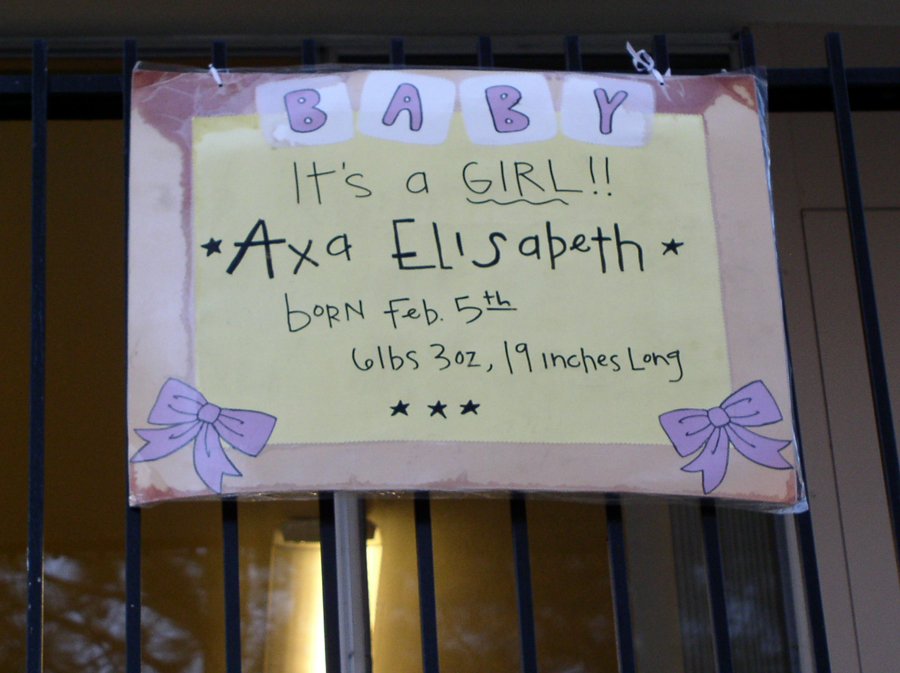 BABY
It's a GIRL!!
★ Axa Elisabeth ★
born Feb. 5th
6lbs 3oz, 19 inches Long
★ ★ ★